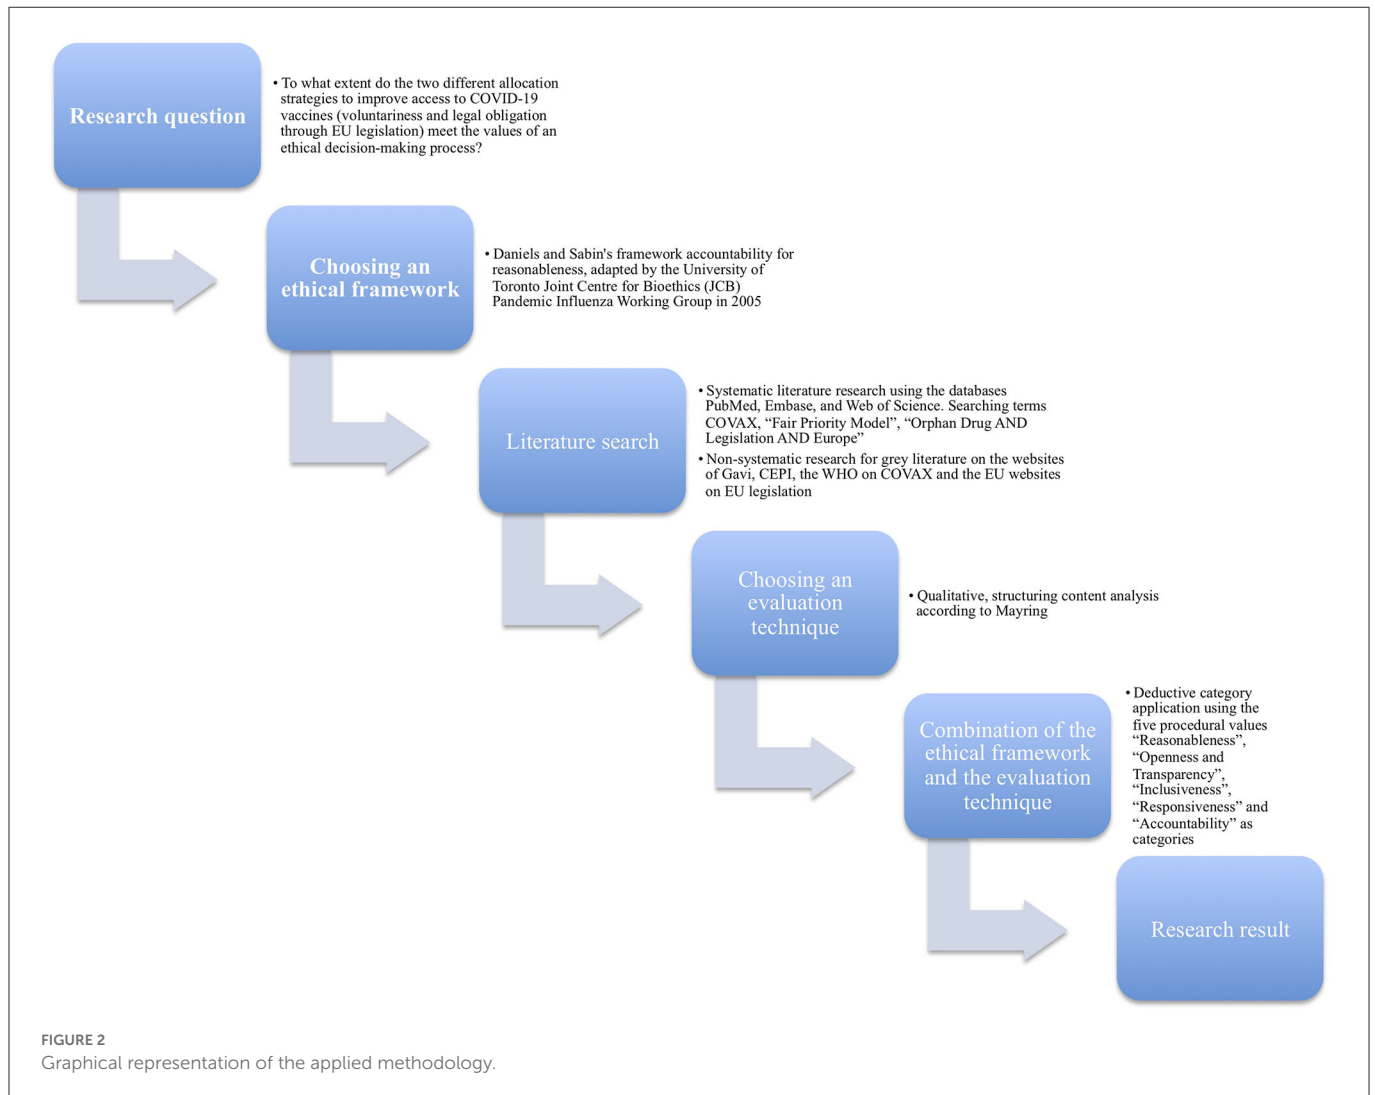 Research question
• To what extent do the two different allocation
strategies to improve access to COVID-19
vaccines (voluntariness and legal obligation
through EU legislation) meet the values of an
ethical decision-making process?
Choosing an
ethical framework
• Daniels and Sabin's framework accountability for
reasonableness, adapted by the University of
Toronto Joint Centre for Bioethics (JCB)
Pandemic Influenza Working Group in 2005
Literature search
• Systematic literature research using the databases
PubMed, Embase, and Web of Science. Searching terms
COVAX, “Fair Priority Model”, “Orphan Drug AND
Legislation AND Europe”
• Non-systematic research for grey literature on the websites
of Gavi, CEPI, the WHO on COVAX and the EU websites
on EU legislation
Choosing an
evaluation
technique
• Qualitative, structuring content analysis
according to Mayring
Combination of the
ethical framework
and the evaluation
technique
• Deductive category
application using the
five procedural values
“Reasonableness”,
“Openness and
Transparency”,
“Inclusiveness”,
“Responsiveness” and
“Accountability” as
categories
Research result
FIGURE 2
Graphical representation of the applied methodology.